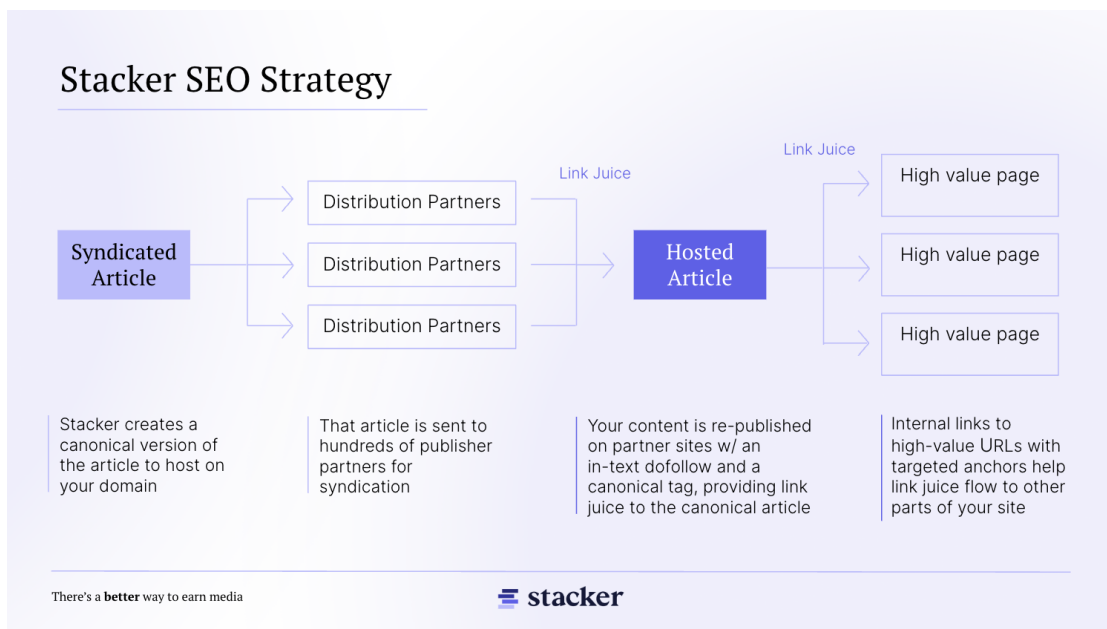 Stacker SEO Strategy
Link Juice
Link Juice
High value page
Distribution Partners
Syndicated
Article
Distribution Partners
Hosted
Article
High value page
Distribution Partners
High value page
Stacker creates a
canonical version of
the article to host on
your domain
That article is sent to
hundreds of publisher
partners for
syndication
Your content is re-published
on partner sites w/ an
in-text dofollow and a
canonical tag, providing link
juice to the canonical article
Internal links to
high-value URLs with
targeted anchors help
link juice flow to other
parts of your site
There's a better way to earn media
stacker